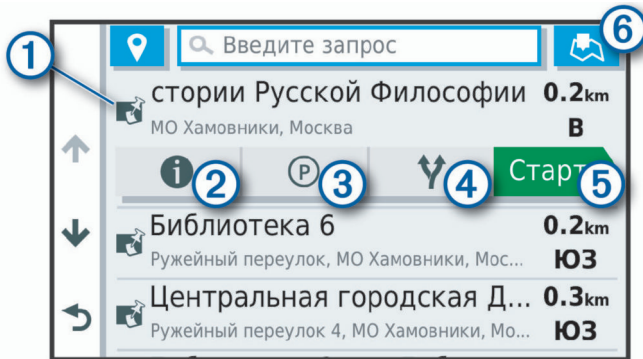 6
1
Введите запрос
стории Русской Философии 0.2km
МО Хамовники, Москва В
2 P 3 4 Старт 5
Библиотека 6 0.2km
Ружейный переулок, МО Хамовники, Мос... ЮЗ
Центральная городская Д... 0.3km
Ружейный переулок 4, МО Хамовники, Мо... ЮЗ